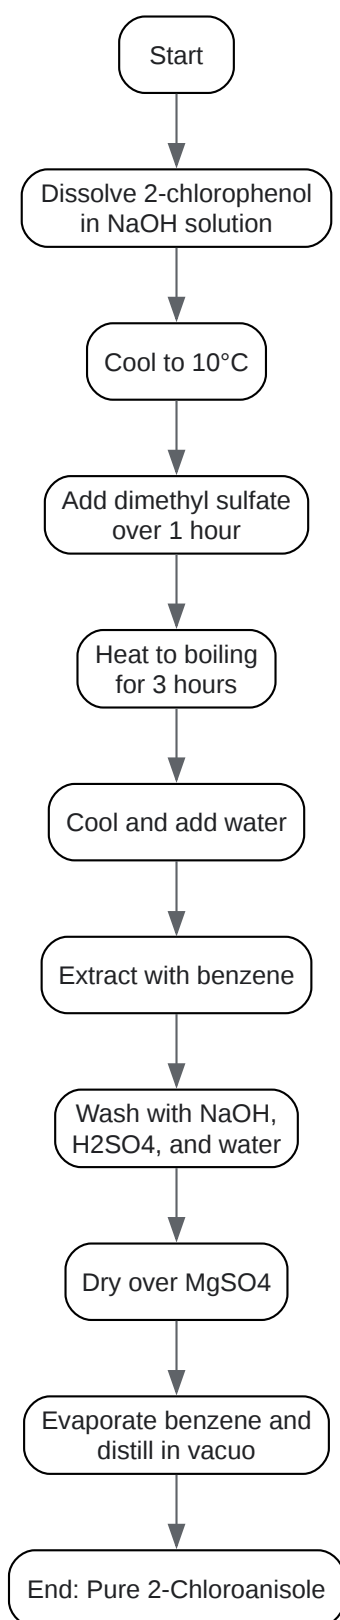 Start
Dissolve 2-chlorophenol
in NaOH solution
Cool to 10°C
Add dimethyl sulfate
over 1 hour
Heat to boiling
for 3 hours
Cool and add water
Extract with benzene
Wash with NaOH,
H2SO4, and water
Dry over MgSO4
Evaporate benzene and
distill in vacuo
End: Pure 2-Chloroanisole